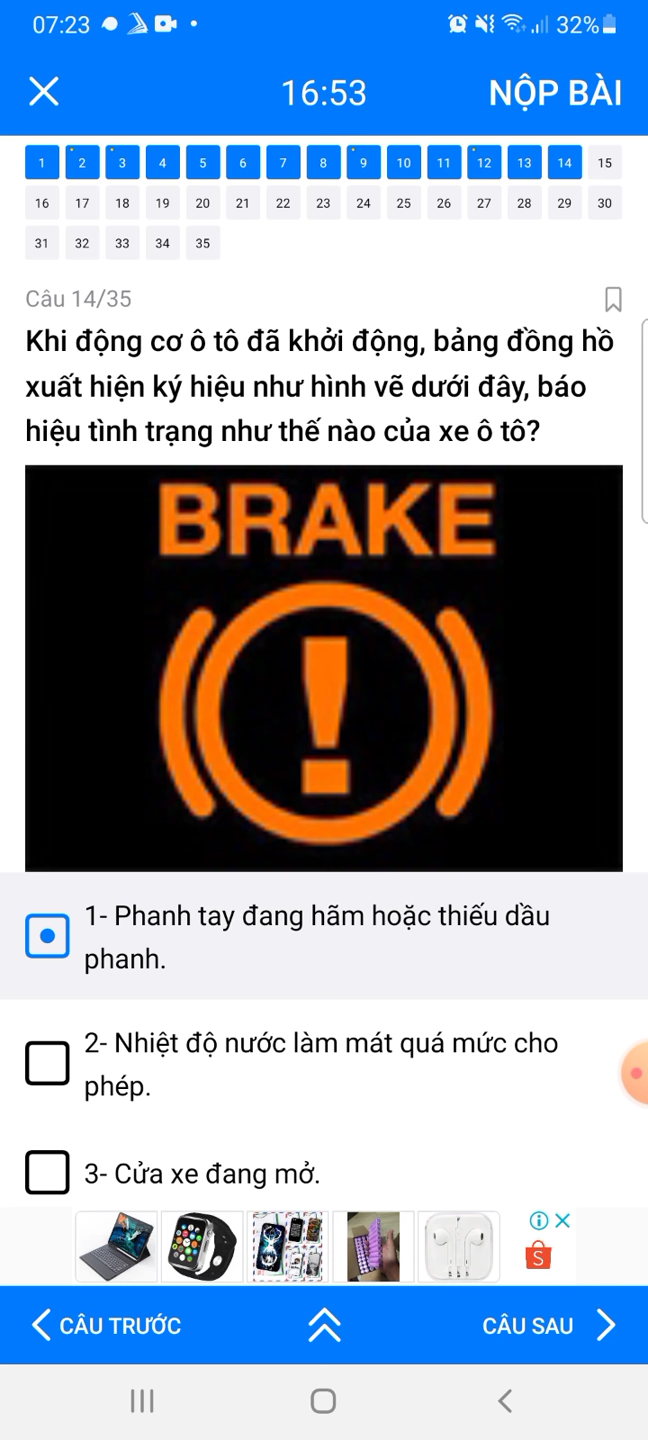 07:23
32%
16:53
NỘP BÀI
1 2 3 4 5 6 7 8 9 10 11 12 13 14 15
16 17 18 19 20 21 22 23 24 25 26 27 28 29 30
31 32 33 34 35
Câu 14/35
Khi động cơ ô tô đã khởi động, bảng đồng hồ
xuất hiện ký hiệu như hình vẽ dưới đây, báo
hiệu tình trạng như thế nào của xe ô tô?
BRAKE
!
1- Phanh tay đang hãm hoặc thiếu dầu
phanh.
2- Nhiệt độ nước làm mát quá mức cho
phép.
3- Cửa xe đang mở.
S
CÂU TRƯỚC
CÂU SAU